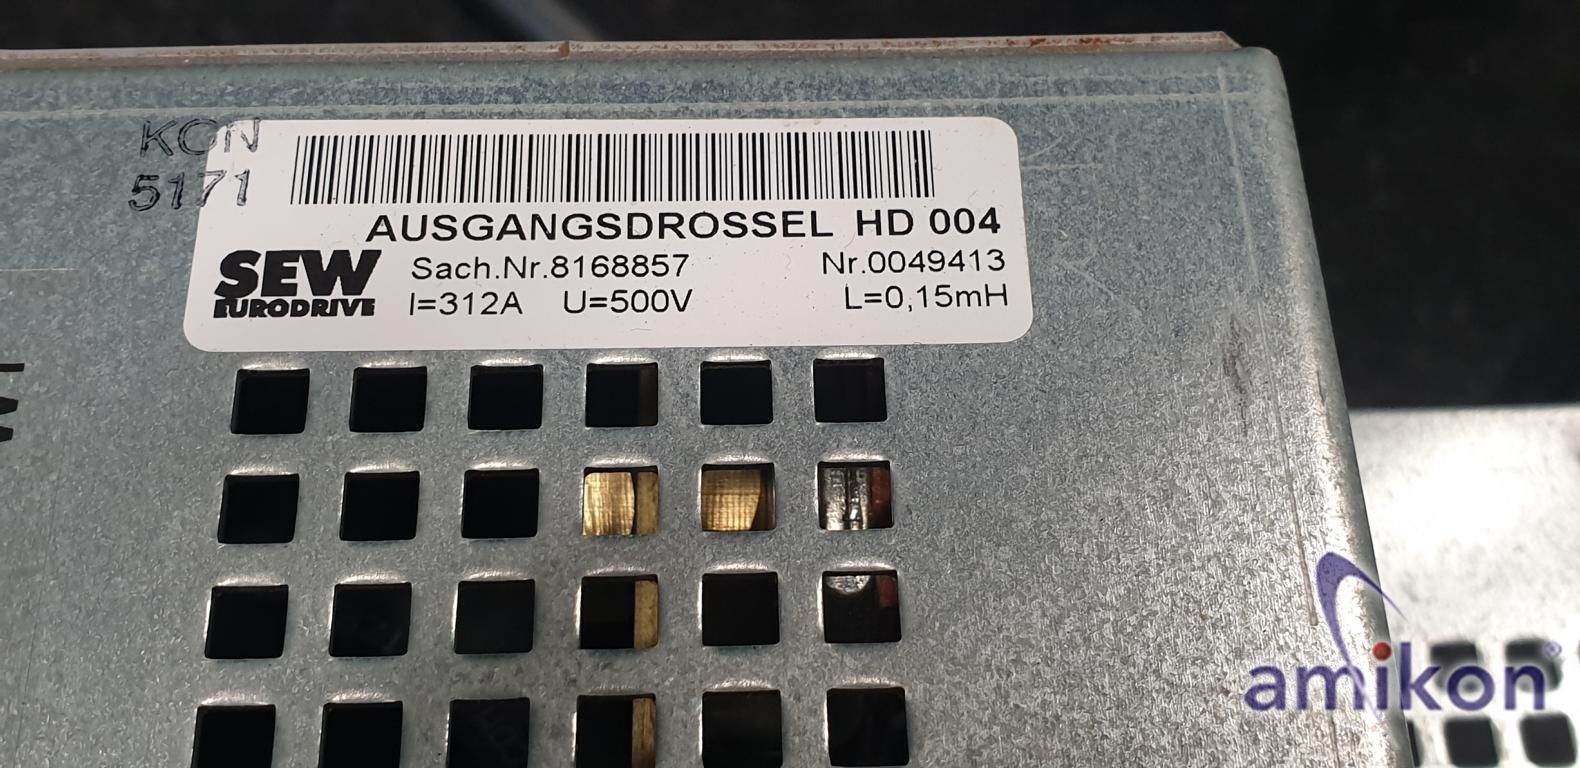 KON
5171
AUSGANGSDROSSEL HD 004
SEW
EURODRIVE
Sach.Nr.8168857 Nr.0049413
I=312A U=500V L=0,15mH
amikon®